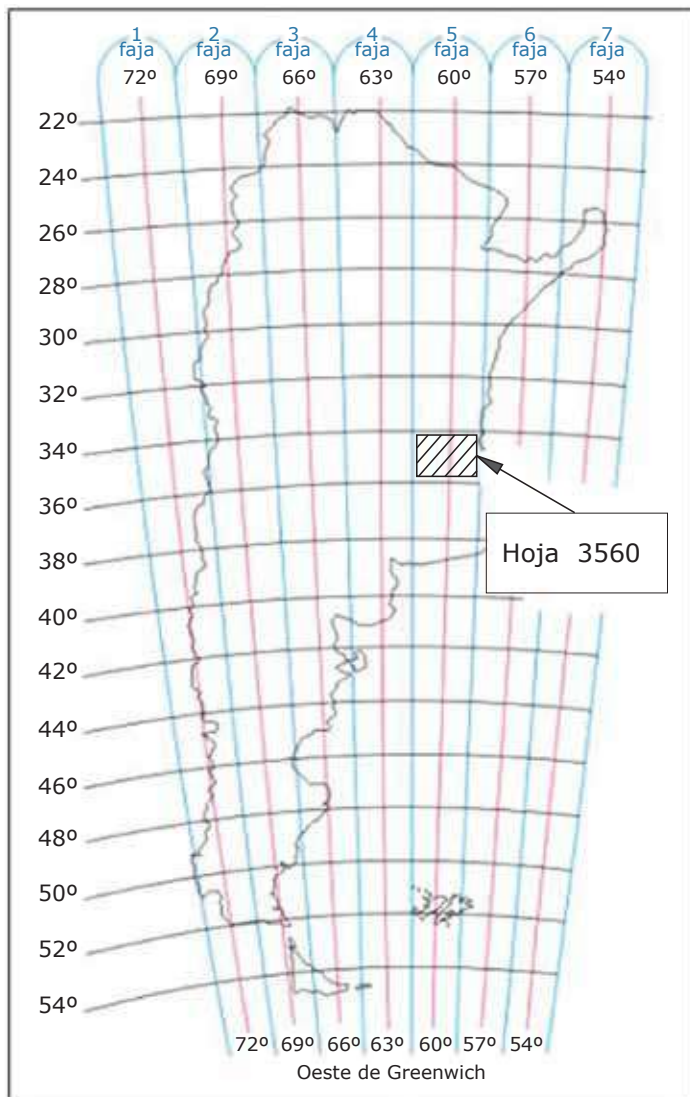 1 2 3 4 5 6 7
faja faja faja faja faja faja faja
72º 69º 66º 63º 60º 57º 54º
22º
24º
26º
28º
30º
32º
34º
36º
Hoja 3560
38º
40º
42º
44º
46º
48º
50º
52º
54º
72º 69º 66º 63º 60º 57º 54º
Oeste de Greenwich